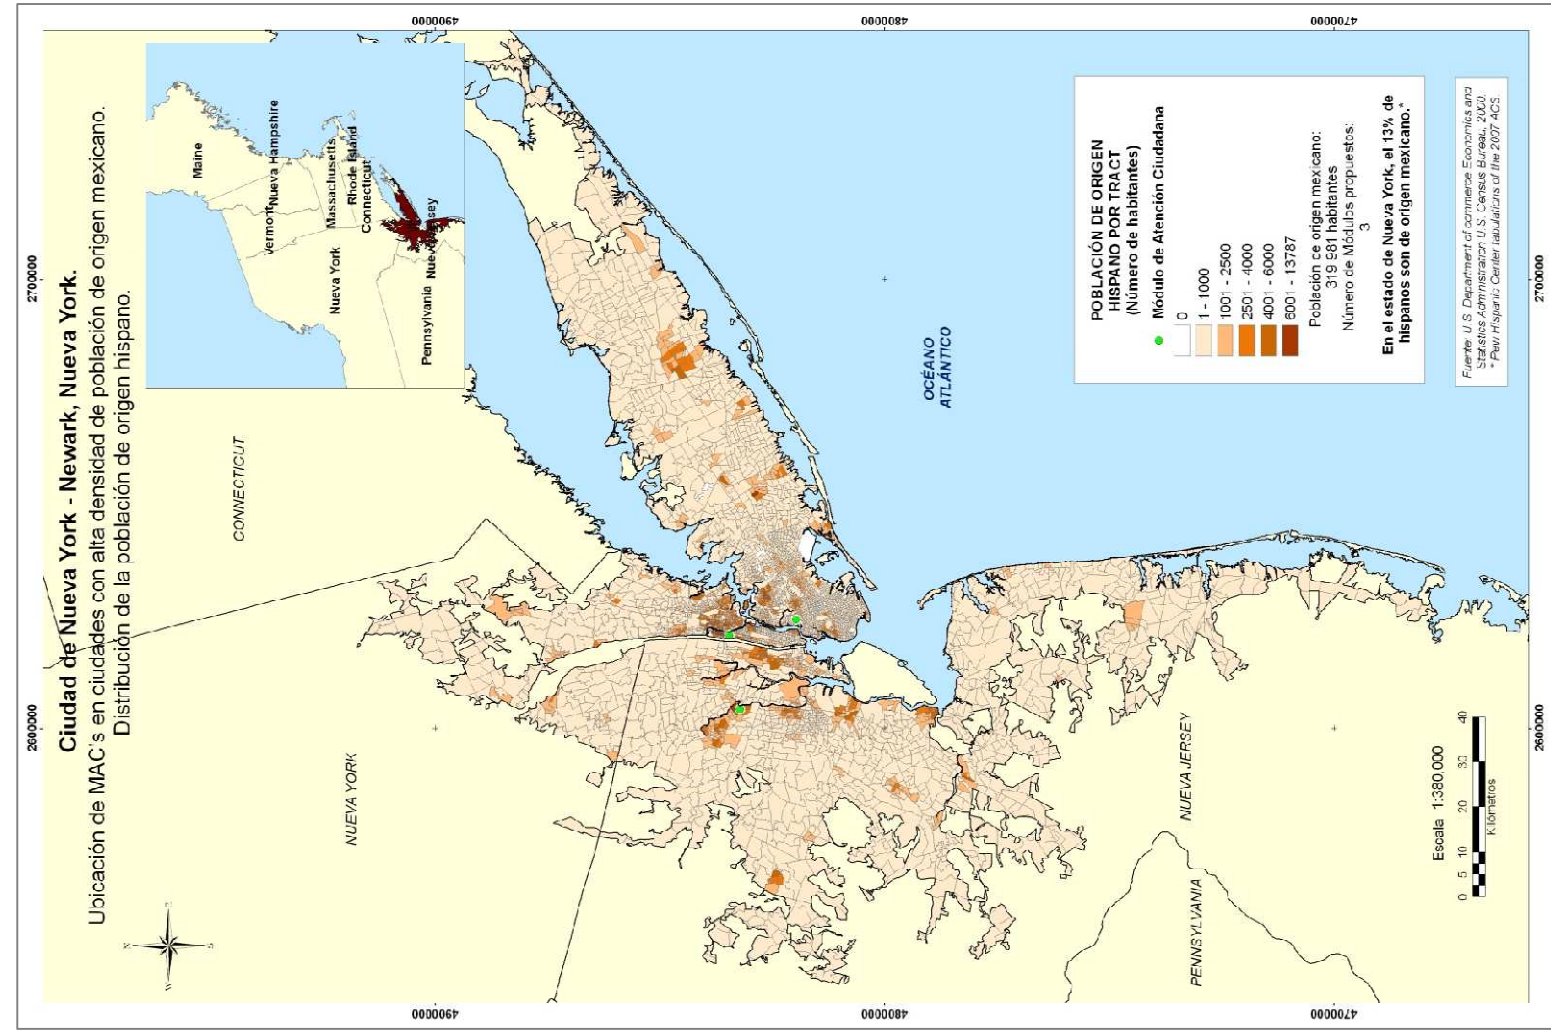 Ciudad de Nueva York - Newark, Nueva York.
Ubicación de MAC's en ciudades con alta densidad de población de origen mexicano.
Distribución de la población de origen hispano.
2600000
2700000
4900000
4800000
4700000
4900000
4800000
4700000
2600000
2700000
Maine
Nueva Hampshire
Vermont
Massachusetts
Rhode Island
Connecticut
Nueva York
Pennsylvania
CONNECTICUT
NUEVA YORK
OCÉANO
ATLÁNTICO
NUEVA JERSEY
PENNSYLVANIA
POBLACIÓN DE ORIGEN
HISPANO POR TRACT
(Número de habitantes)
Módulo de Atención Ciudadana
0
1 - 1000
1001 - 2500
2501 - 4000
4001 - 6000
6001 - 13787
Población de origen mexicano:
319 981 habitantes
Número de Módulos propuestos:
3
En el estado de Nueva York, el 13% de
hispanos son de origen mexicano.*
Fuente: U.S. Department of commerce Economics and
Statistics Administration U.S. Census Bureau, 2000.
* Pew Hispanic Center tabulations of the 2007 ACS.
Escala 1:380,000
0 5 10 20 30 40
Kilómetros